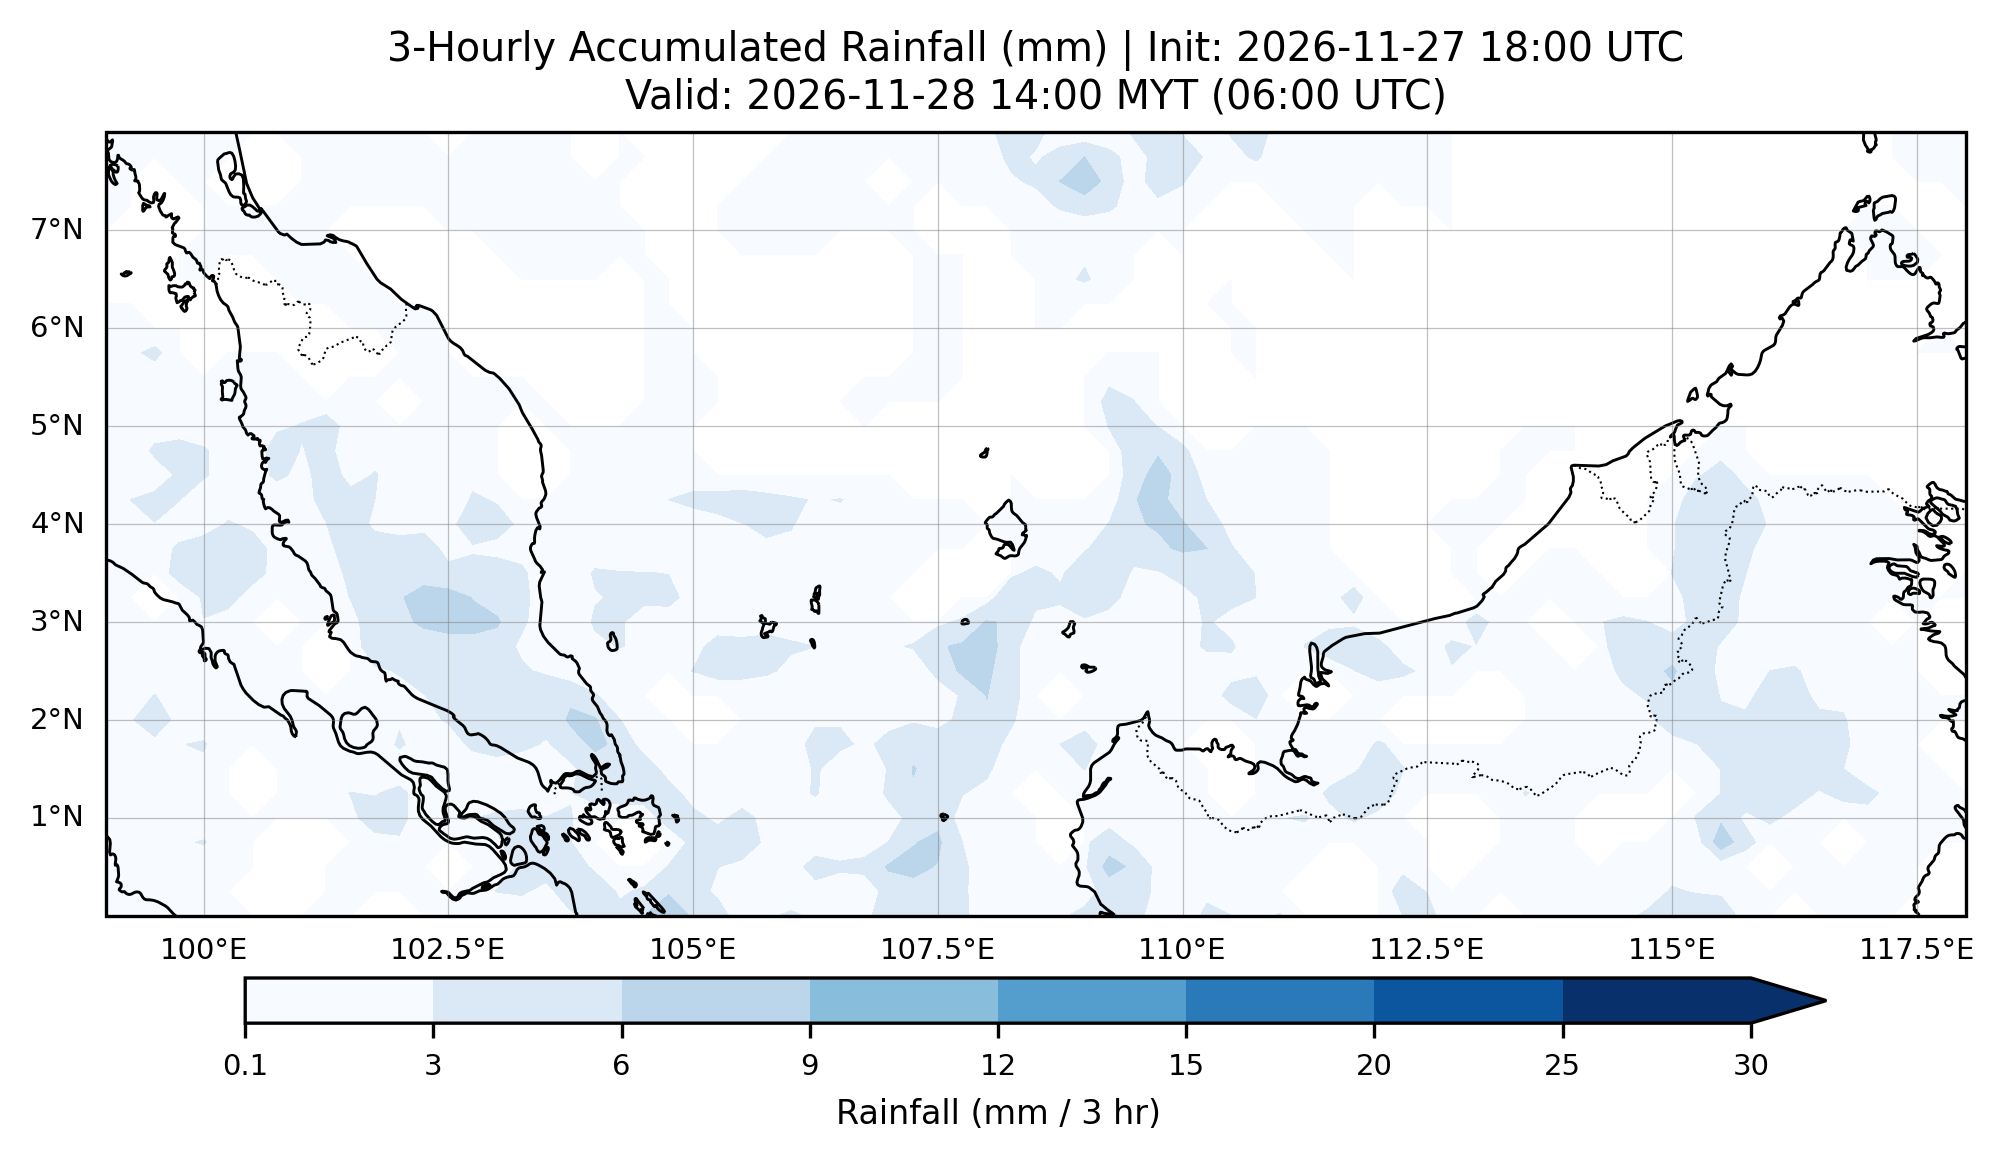 3-Hourly Accumulated Rainfall (mm) | Init: 2026-11-27 18:00 UTC
Valid: 2026-11-28 14:00 MYT (06:00 UTC)
7°N
6°N
5°N
4°N
3°N
2°N
1°N
100°E 102.5°E 105°E 107.5°E 110°E 112.5°E 115°E 117.5°E
0.1 3 6 9 12 15 20 25 30
Rainfall (mm / 3 hr)